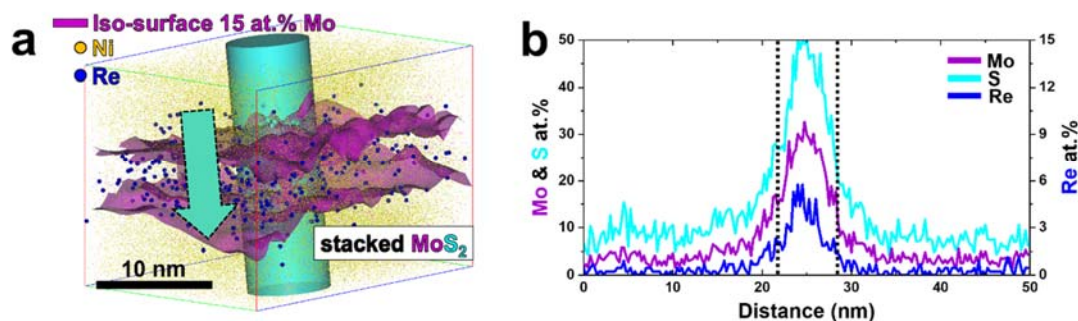 a
Iso-surface 15 at.% Mo
Ni
Re
stacked MoS₂
10 nm
b
50
40
30
20
10
0
Mo & S at.%
Mo
S
Re
15
12
9
6
3
0
Re at.%
0 10 20 30 40 50
Distance (nm)